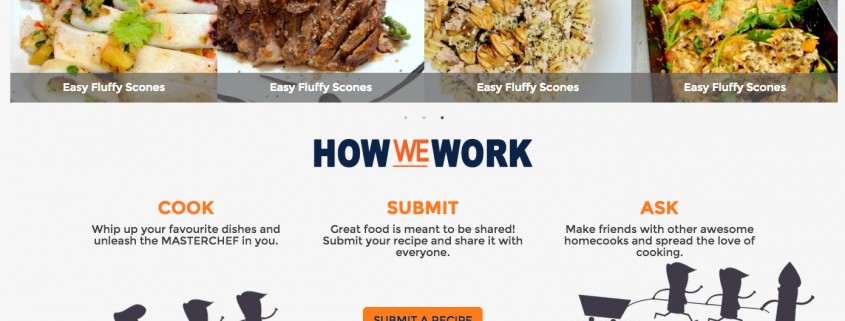 Easy Fluffy Scones
Easy Fluffy Scones
Easy Fluffy Scones
Easy Fluffy Scones
HOW WE WORK
COOK
Whip up your favourite dishes and
unleash the MASTERCHEF in you.
SUBMIT
Great food is meant to be shared!
Submit your recipe and share it with
everyone.
ASK
Make friends with other awesome
homecooks and spread the love of
cooking.
SUBMIT A RECIPE